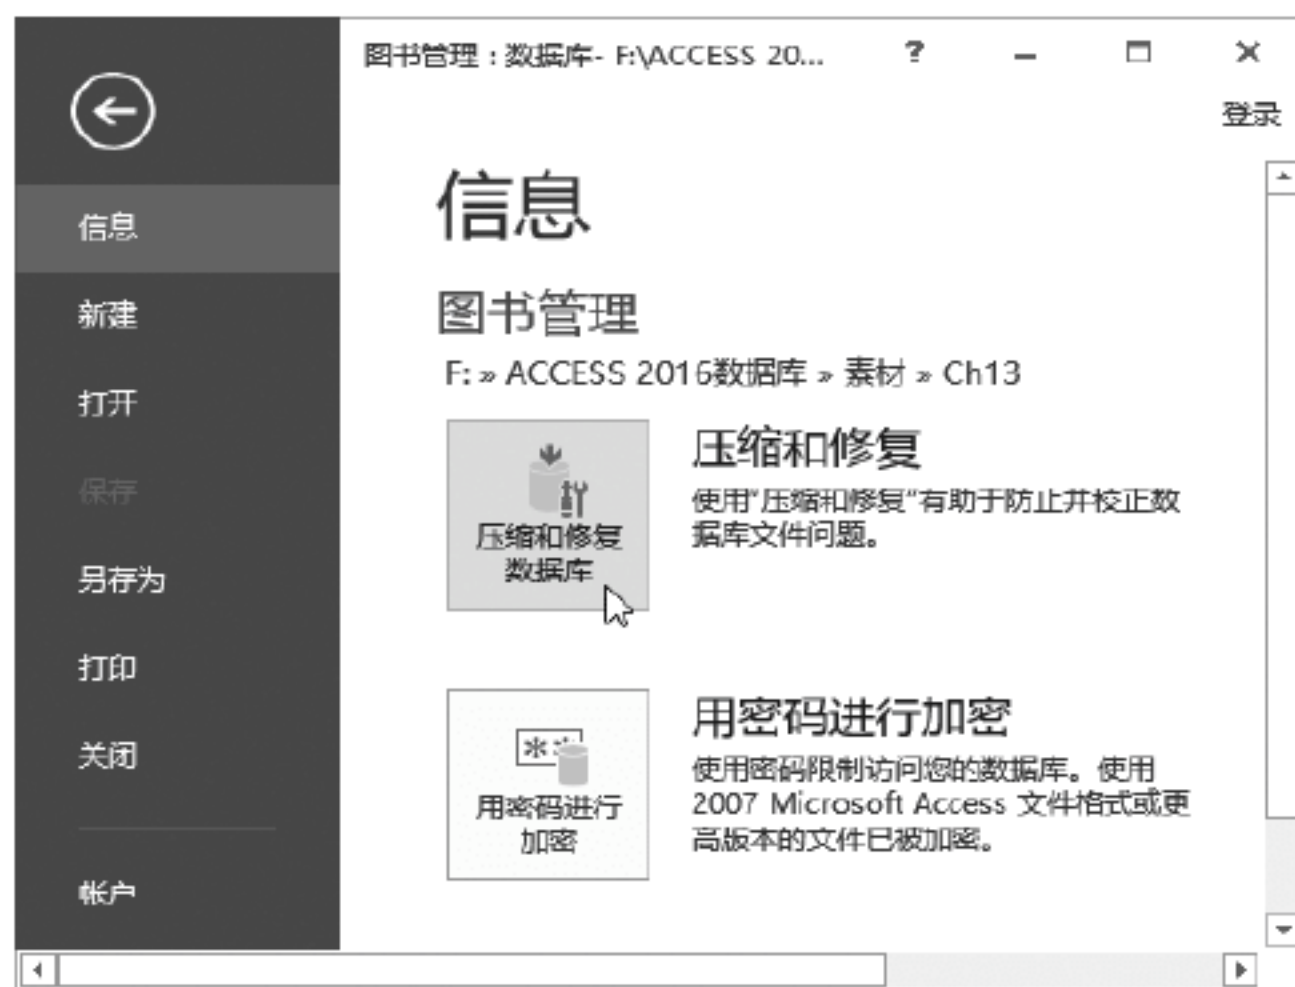 图书管理：数据库- F:\ACCESS 20...
登录
信息
新建
打开
保存
另存为
打印
关闭
帐户
信息
图书管理
F: » ACCESS 2016数据库 » 素材 » Ch13
压缩和修复
数据库
压缩和修复
使用"压缩和修复"有助于防止并校正数
据库文件问题。
用密码进行
加密
用密码进行加密
使用密码限制访问您的数据库。使用
2007 Microsoft Access 文件格式或更
高版本的文件已被加密。